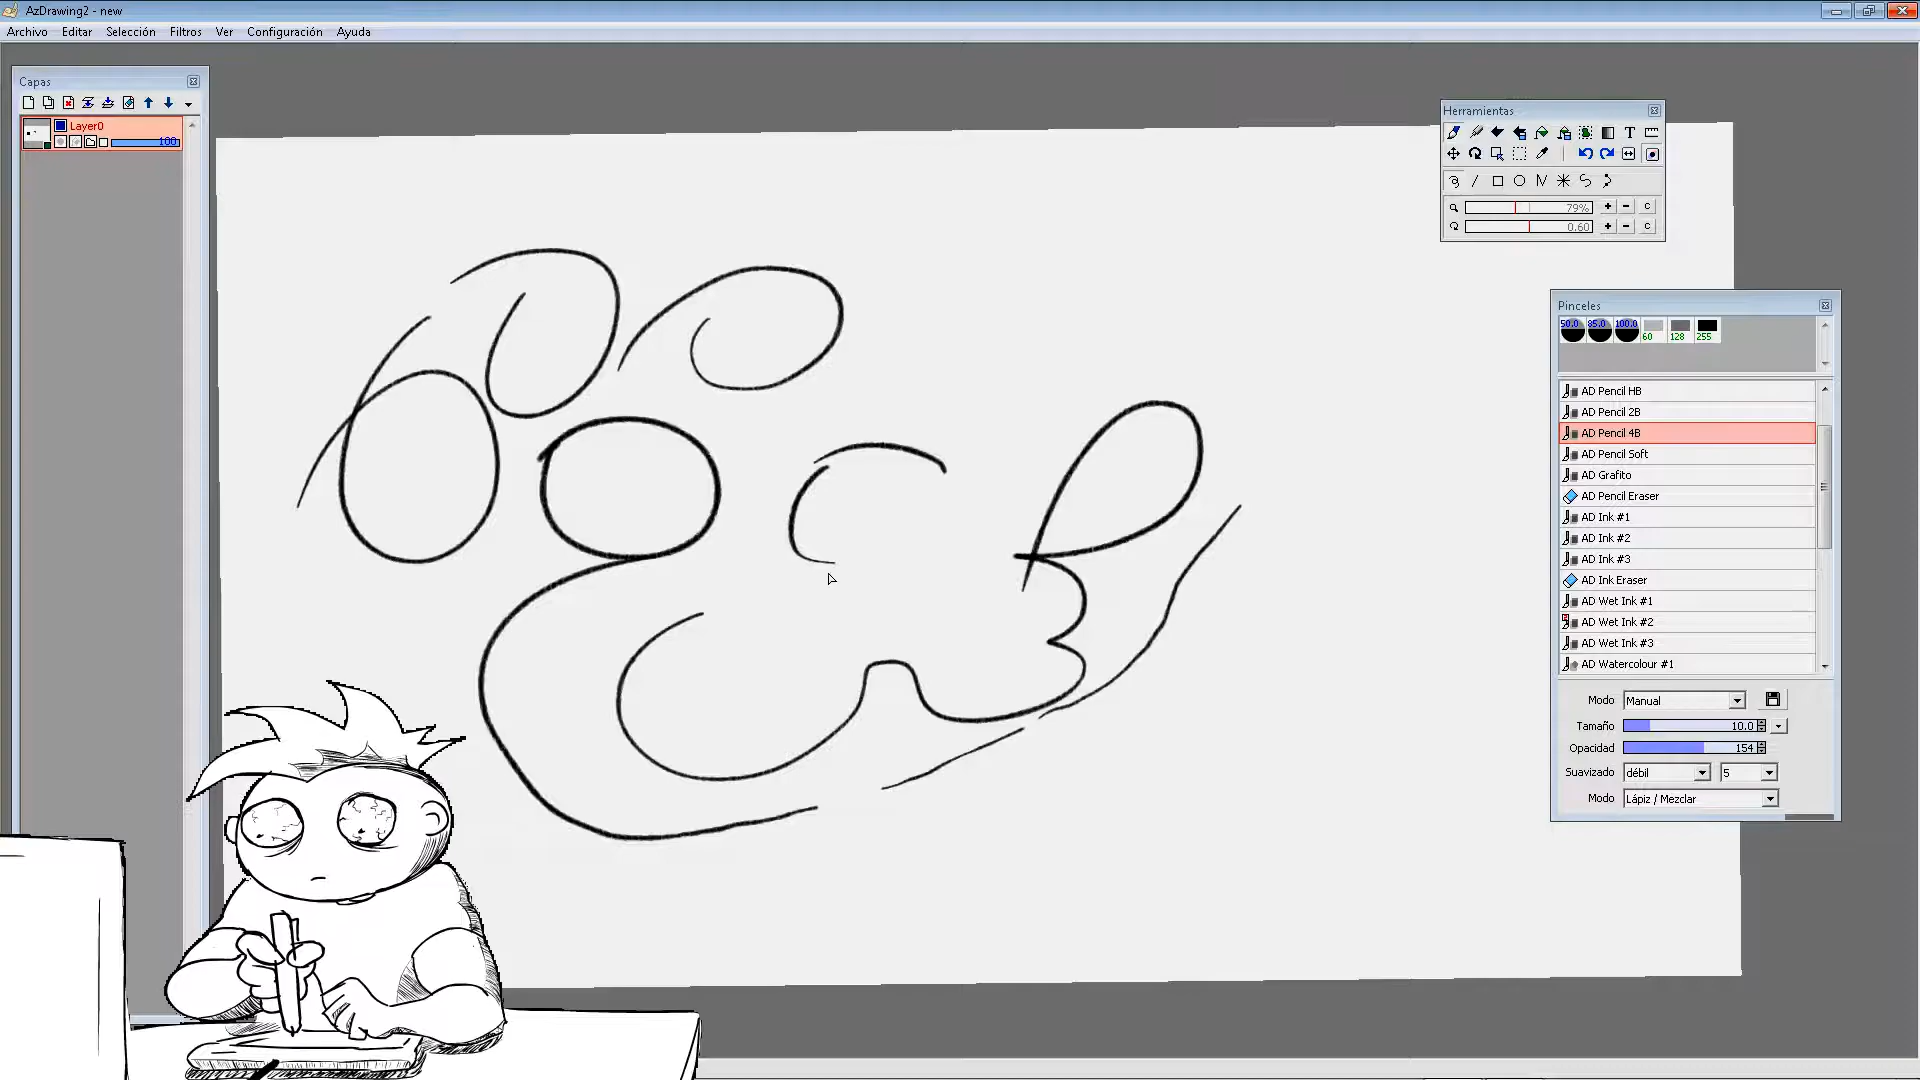 AzDrawing2 - new
Archivo Editar Selección Filtros Ver Configuración Ayuda
Capas
Layer0
100
Herramientas
T
79%
+ - C
0.60
+ - C
Pinceles
50.0 85.0 100.0
60 128 255
AD Pencil HB
AD Pencil 2B
AD Pencil 4B
AD Pencil Soft
AD Grafito
AD Pencil Eraser
AD Ink #1
AD Ink #2
AD Ink #3
AD Ink Eraser
AD Wet Ink #1
AD Wet Ink #2
AD Wet Ink #3
AD Watercolour #1
Modo Manual
Tamaño 10.0
Opacidad 154
Suavizado débil 5
Modo Lápiz / Mezclar